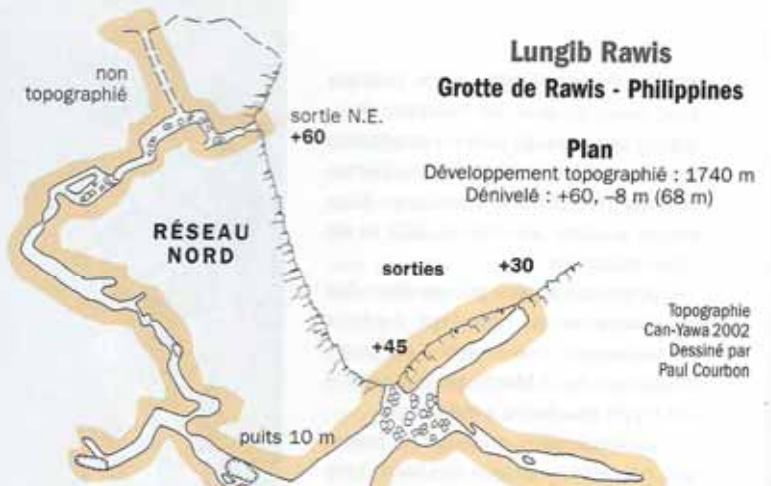 Lungib Rawis
Grotte de Rawis - Philippines
Plan
Développement topographié : 1740 m
Dénivelé : +60, –8 m (68 m)
non
topographié
sortie N.E.
+60
RÉSEAU
NORD
sorties
+30
+45
Topographie
Can-Yawa 2002
Dessiné par
Paul Courbon
puits 10 m